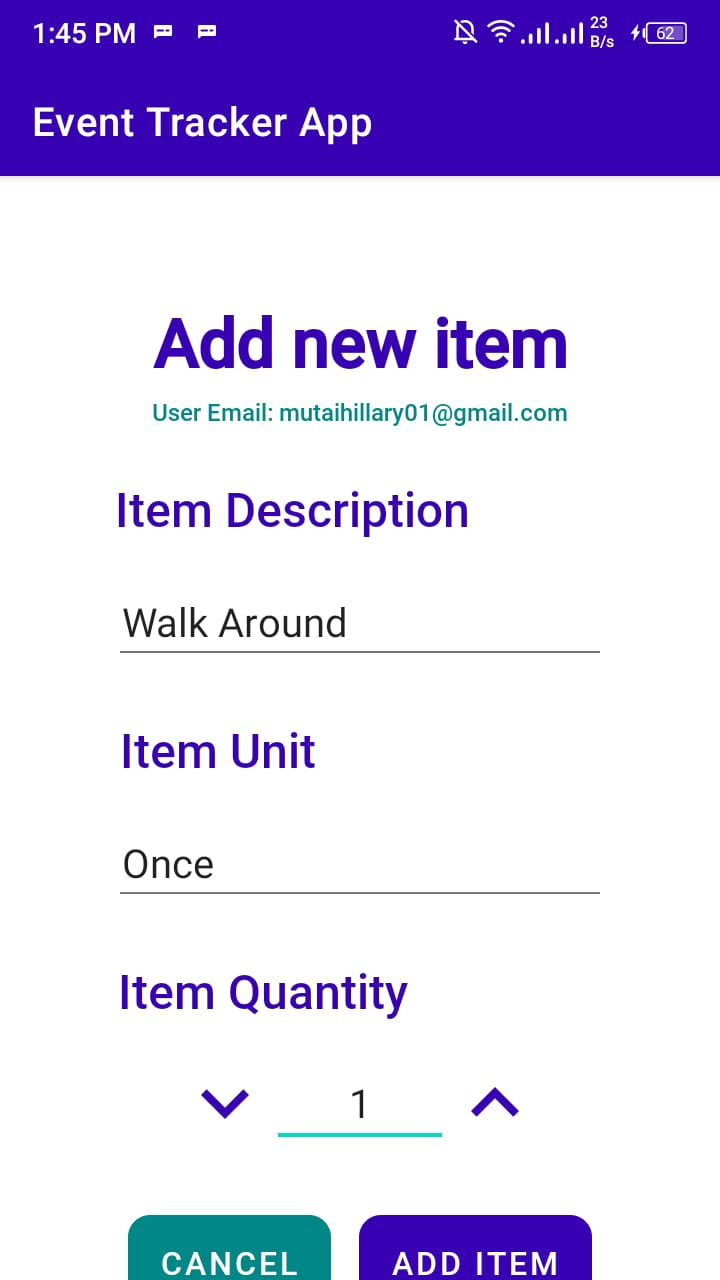 1:45 PM 23 B/s 62
Event Tracker App
Add new item
User Email: mutaihillary01@gmail.com
Item Description
Walk Around
Item Unit
Once
Item Quantity
1
CANCEL ADD ITEM